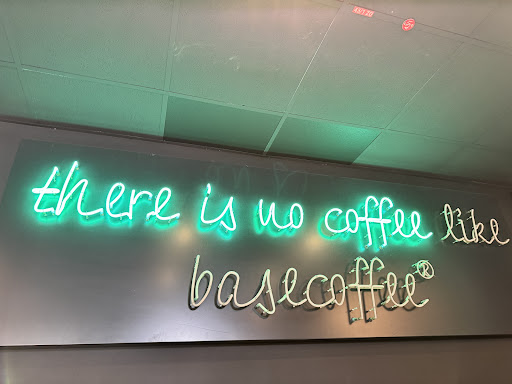 there is no coffee like
basecoffee®